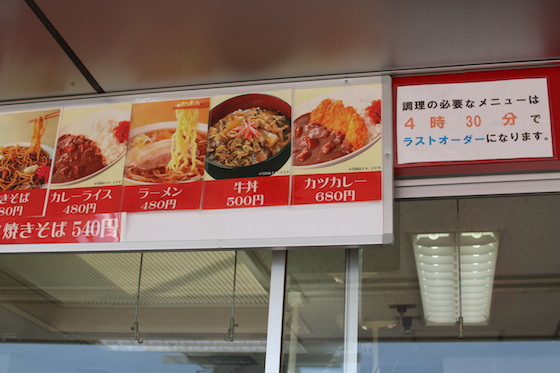 きそば
80円
カレーライス
480円
ラーメン
480円
牛丼
500円
カツカレー
680円
焼きそば 540円
調理の必要なメニューは
4時30分で
ラストオーダーになります。